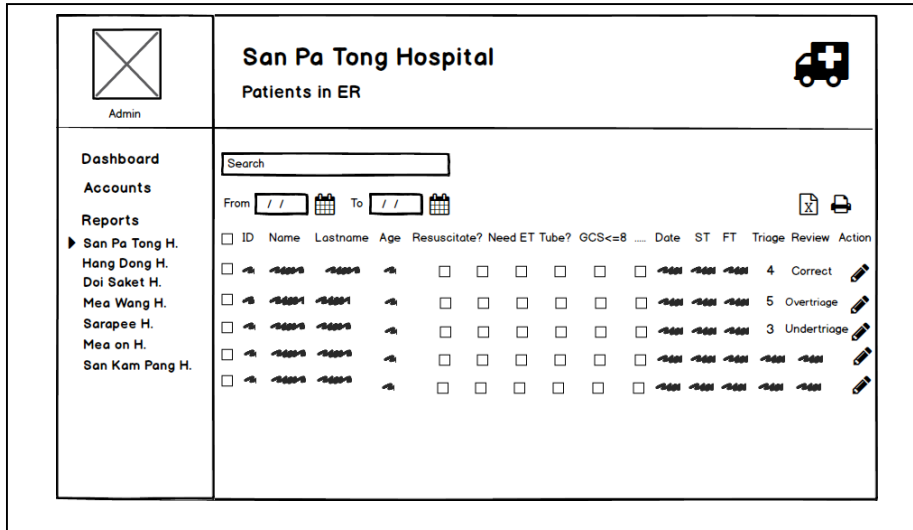 San Pa Tong Hospital
Patients in ER
Admin
Dashboard
Accounts
Reports
San Pa Tong H.
Hang Dong H.
Doi Saket H.
Mea Wang H.
Sarapee H.
Mea on H.
San Kam Pang H.
Search
From / / To / /
X
ID Name Lastname Age Resuscitate? Need ET Tube? GCS<=8 ..... Date ST FT Triage Review Action
4 Correct
5 Overtriage
3 Undertriage